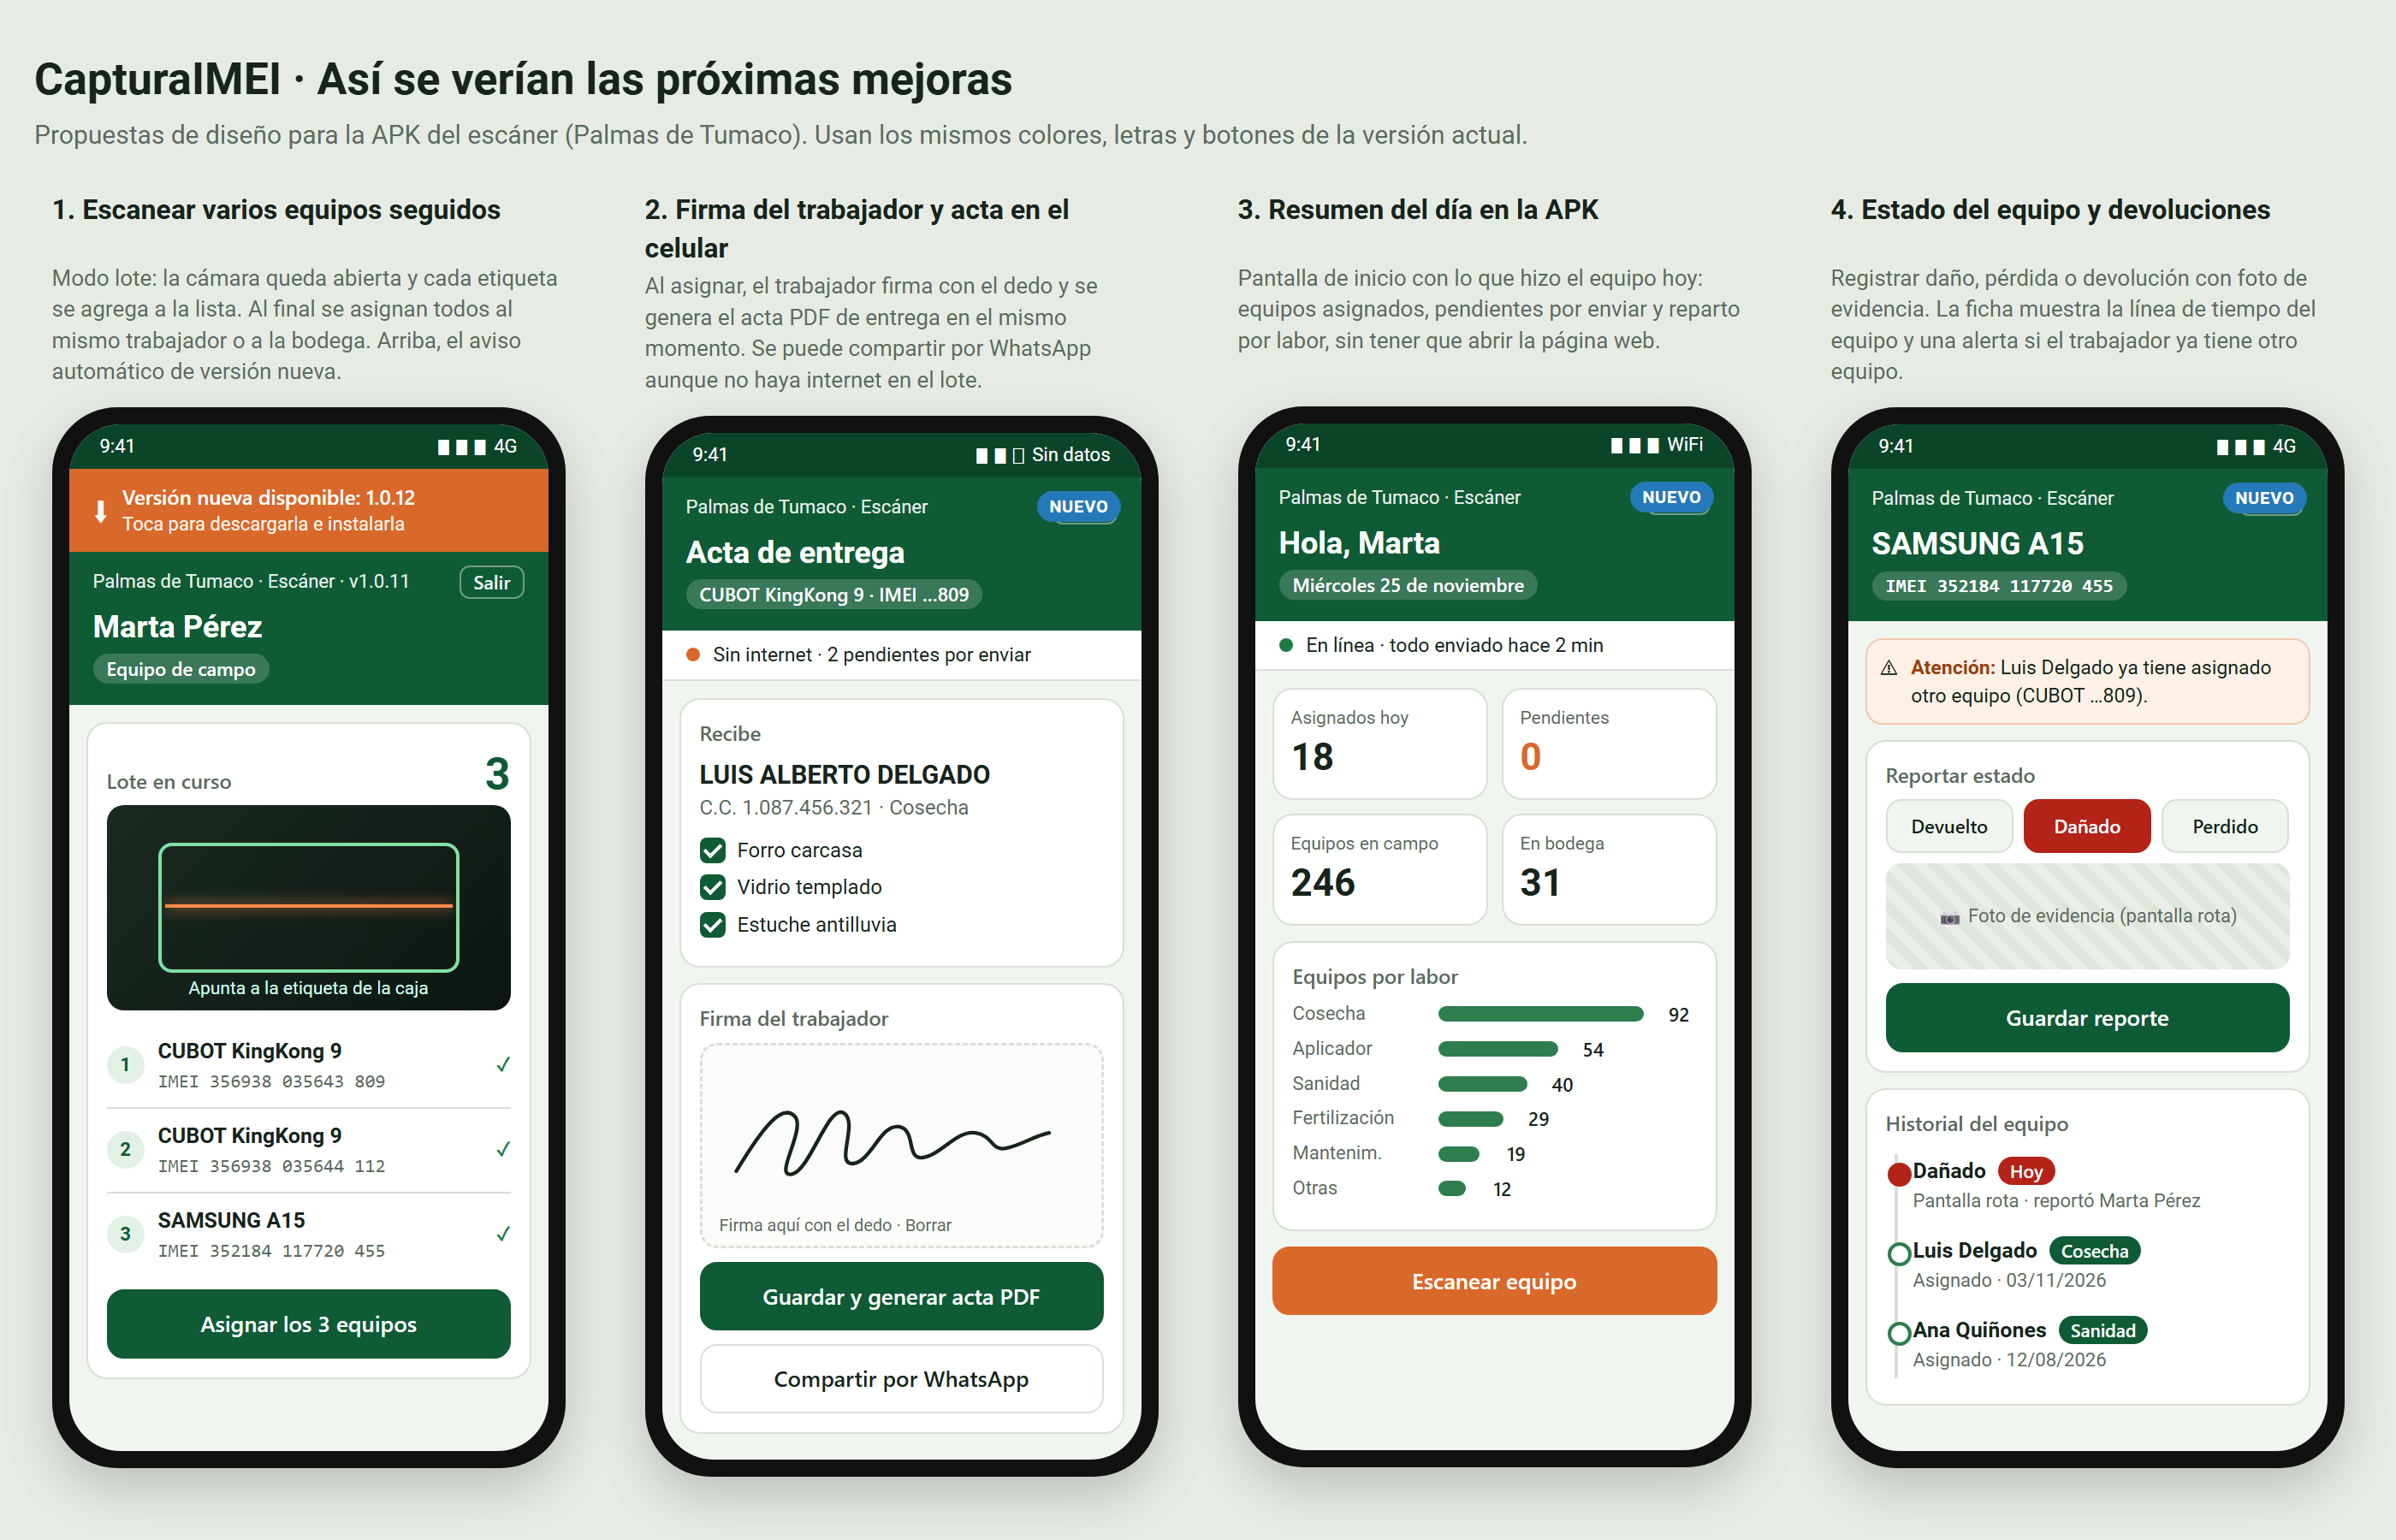 CapturaIMEI · Así se verían las próximas mejoras
Propuestas de diseño para la APK del escáner (Palmas de Tumaco). Usan los mismos colores, letras y botones de la versión actual.
1. Escanear varios equipos seguidos
Modo lote: la cámara queda abierta y cada etiqueta
se agrega a la lista. Al final se asignan todos al
mismo trabajador o a la bodega. Arriba, el aviso
automático de versión nueva.
9:41
4G
Versión nueva disponible: 1.0.12
Toca para descargarla e instalarla
Palmas de Tumaco · Escáner · v1.0.11
Salir
Marta Pérez
Equipo de campo
Lote en curso
3
Apunta a la etiqueta de la caja
1
CUBOT KingKong 9
IMEI 356938 035643 809
✓
2
CUBOT KingKong 9
IMEI 356938 035644 112
✓
3
SAMSUNG A15
IMEI 352184 117720 455
✓
Asignar los 3 equipos
2. Firma del trabajador y acta en el
celular
Al asignar, el trabajador firma con el dedo y se
genera el acta PDF de entrega en el mismo
momento. Se puede compartir por WhatsApp
aunque no haya internet en el lote.
9:41
Sin datos
Palmas de Tumaco · Escáner
NUEVO
Acta de entrega
CUBOT KingKong 9 · IMEI …809
Sin internet · 2 pendientes por enviar
Recibe
LUIS ALBERTO DELGADO
C.C. 1.087.456.321 · Cosecha
Forro carcasa
Vidrio templado
Estuche antilluvia
Firma del trabajador
Firma aquí con el dedo · Borrar
Guardar y generar acta PDF
Compartir por WhatsApp
3. Resumen del día en la APK
Pantalla de inicio con lo que hizo el equipo hoy:
equipos asignados, pendientes por enviar y reparto
por labor, sin tener que abrir la página web.
9:41
WiFi
Palmas de Tumaco · Escáner
NUEVO
Hola, Marta
Miércoles 25 de noviembre
En línea · todo enviado hace 2 min
Asignados hoy
18
Pendientes
0
Equipos en campo
246
En bodega
31
Equipos por labor
Cosecha 92
Aplicador 54
Sanidad 40
Fertilización 29
Mantenim. 19
Otras 12
Escanear equipo
4. Estado del equipo y devoluciones
Registrar daño, pérdida o devolución con foto de
evidencia. La ficha muestra la línea de tiempo del
equipo y una alerta si el trabajador ya tiene otro
equipo.
9:41
4G
Palmas de Tumaco · Escáner
NUEVO
SAMSUNG A15
IMEI 352184 117720 455
Atención: Luis Delgado ya tiene asignado
otro equipo (CUBOT …809).
Reportar estado
Devuelto
Dañado
Perdido
Foto de evidencia (pantalla rota)
Guardar reporte
Historial del equipo
Dañado Hoy
Pantalla rota · reportó Marta Pérez
Luis Delgado Cosecha
Asignado · 03/11/2026
Ana Quiñones Sanidad
Asignado · 12/08/2026